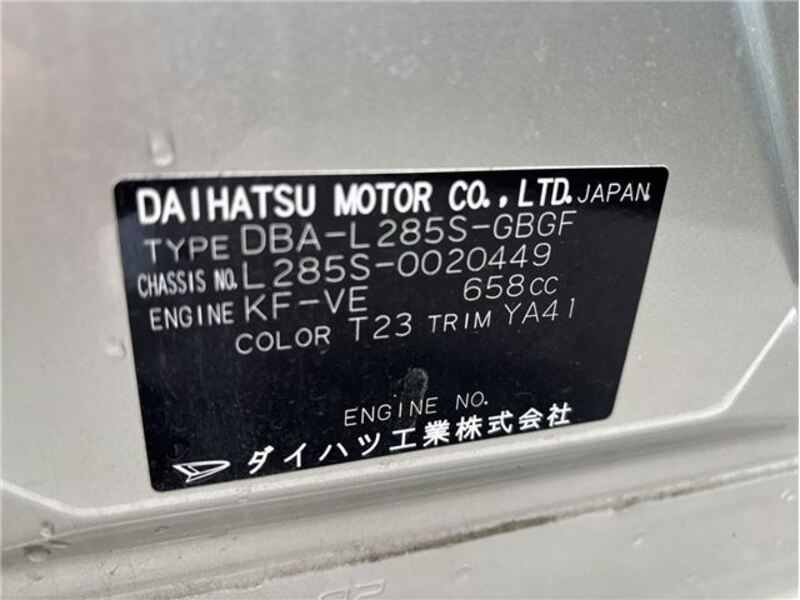 DAIHATSU MOTOR CO., LTD. JAPAN
TYPE DBA-L285S-GBGF
CHASSIS NO. L285S-0020449
ENGINE KF-VE 658CC
COLOR T23 TRIM YA41
ENGINE NO.
ダイハツ工業株式会社